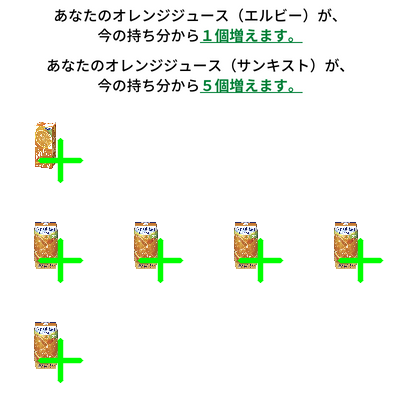 あなたのオレンジジュース（エルビー）が、
今の持ち分から１個増えます。
あなたのオレンジジュース（サンキスト）が、
今の持ち分から５個増えます。